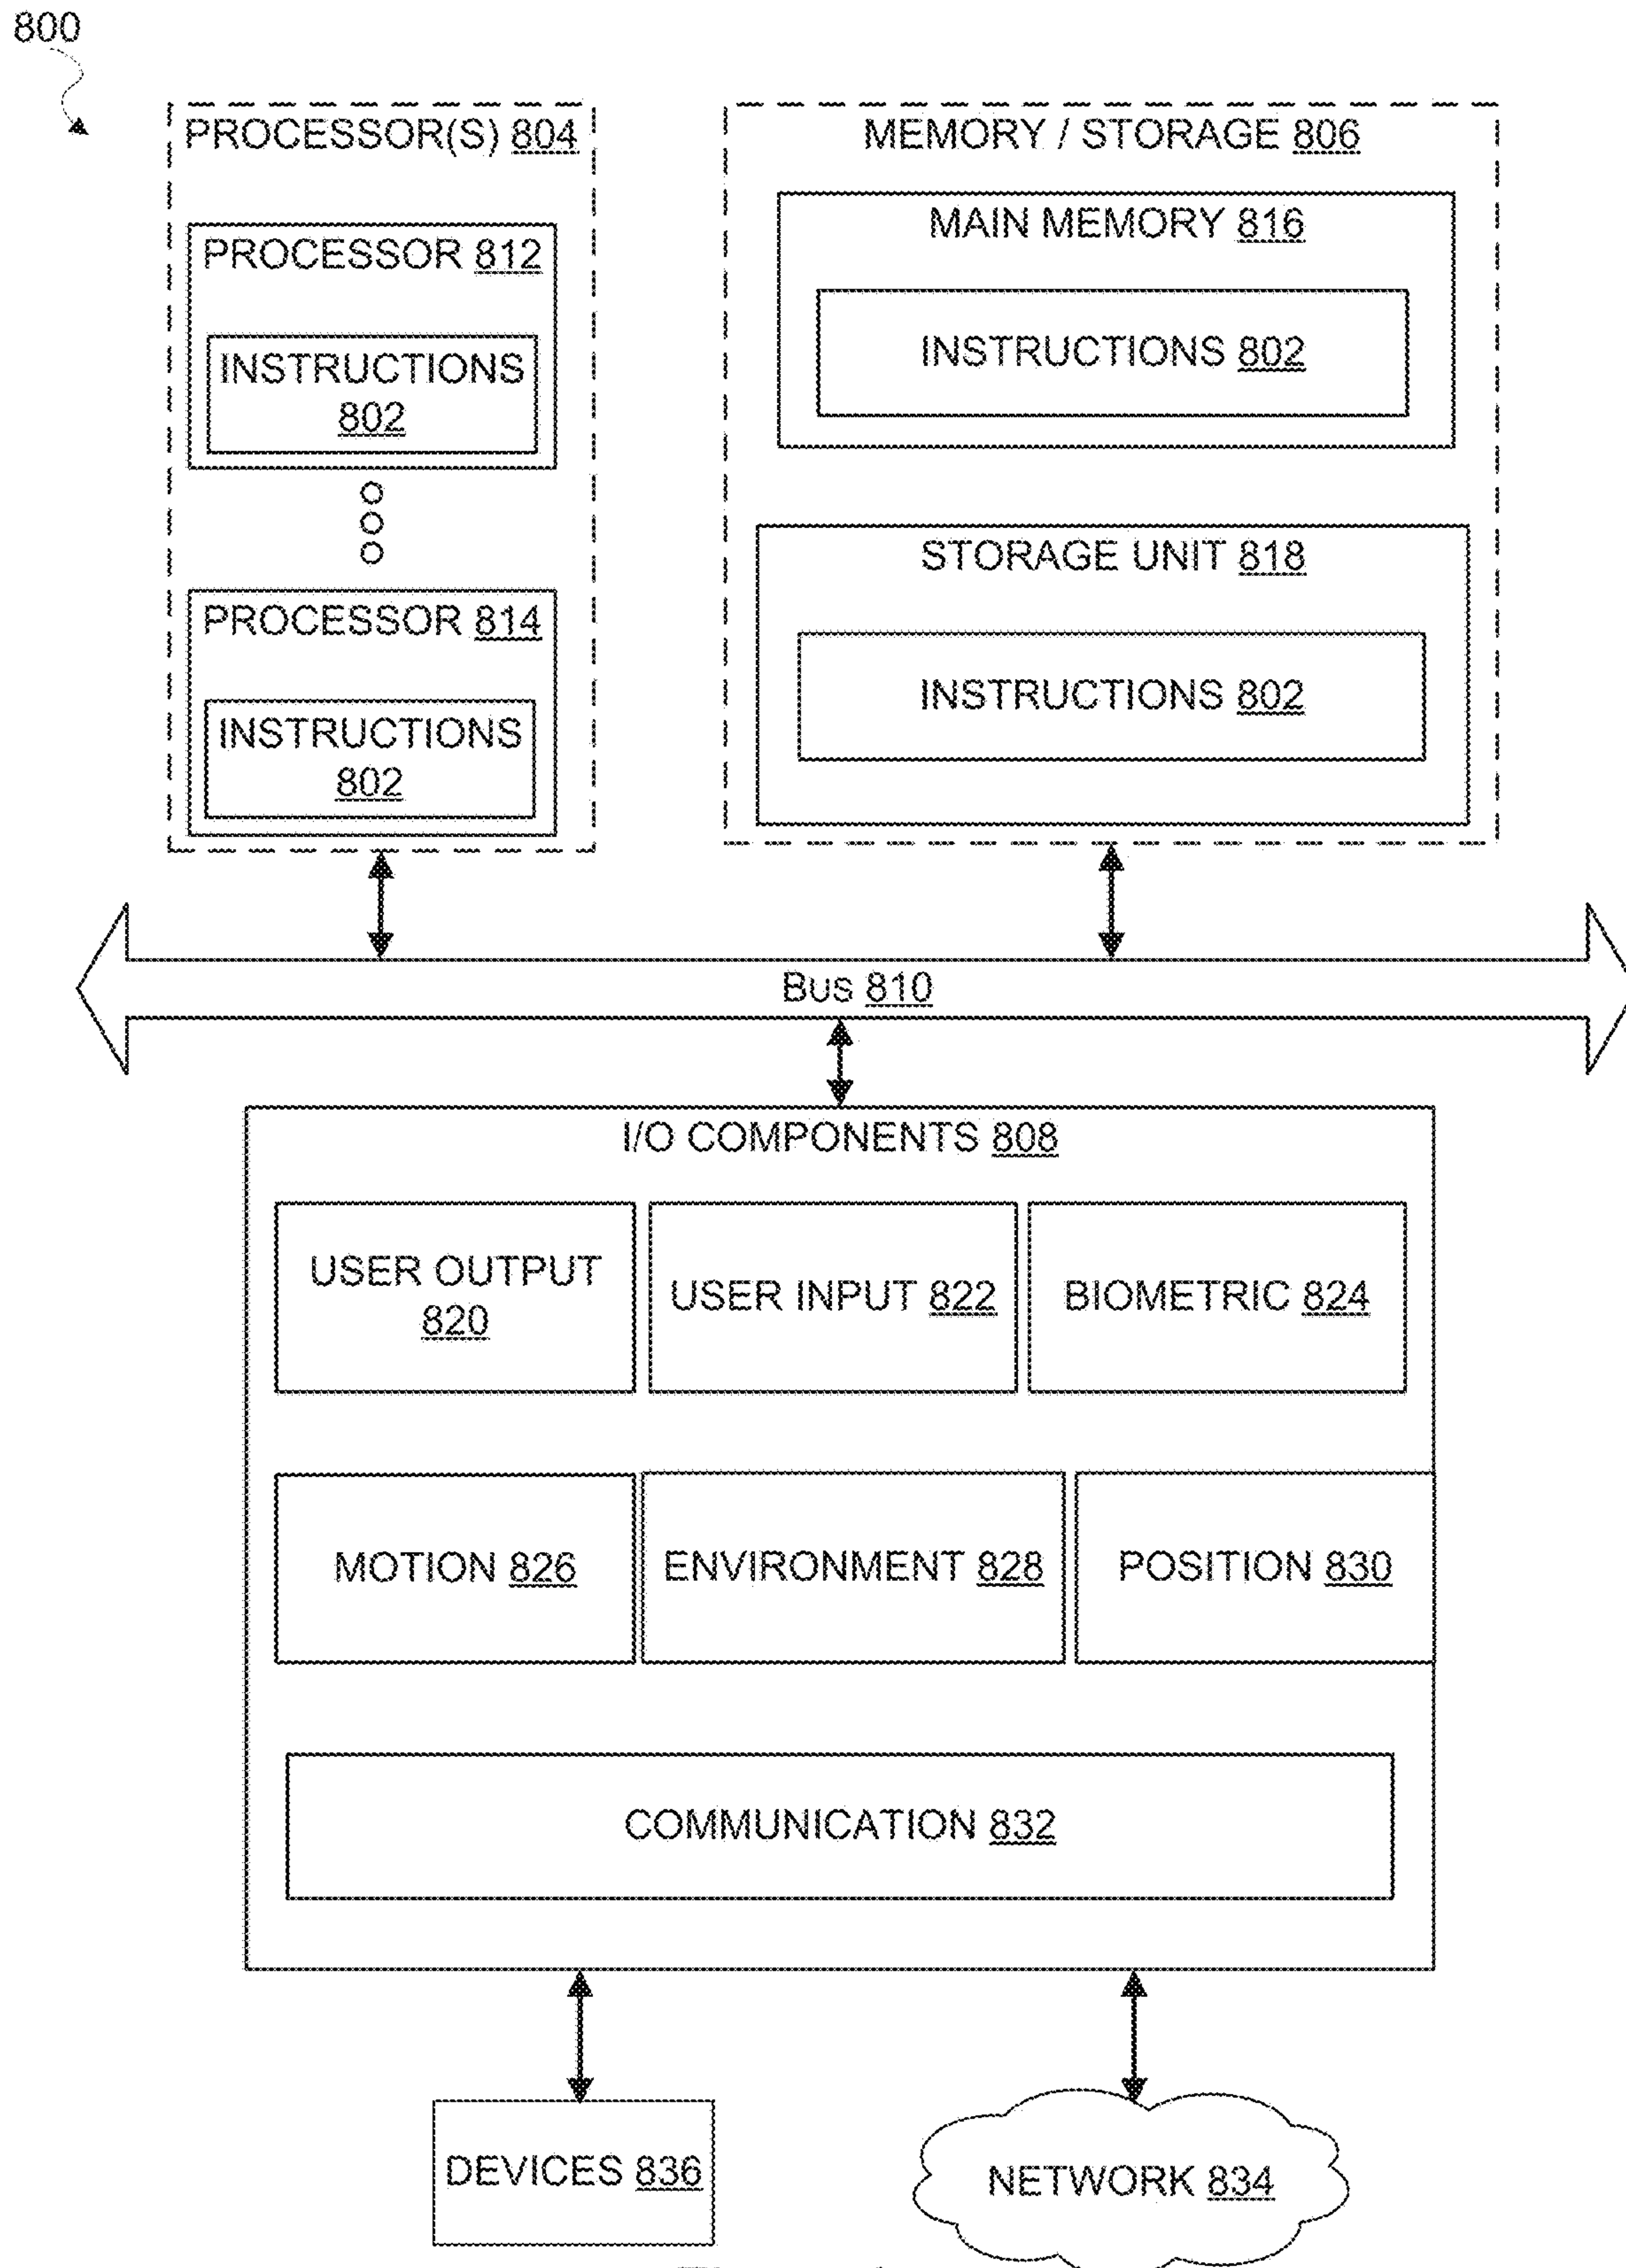 800
PROCESSOR(S) 804
PROCESSOR 812
INSTRUCTIONS
802
PROCESSOR 814
INSTRUCTIONS
802
MEMORY / STORAGE 806
MAIN MEMORY 816
INSTRUCTIONS 802
STORAGE UNIT 818
INSTRUCTIONS 802
BUS 810
I/O COMPONENTS 808
USER OUTPUT
820
USER INPUT 822
BIOMETRIC 824
MOTION 826
ENVIRONMENT 828
POSITION 830
COMMUNICATION 832
DEVICES 836
NETWORK 834